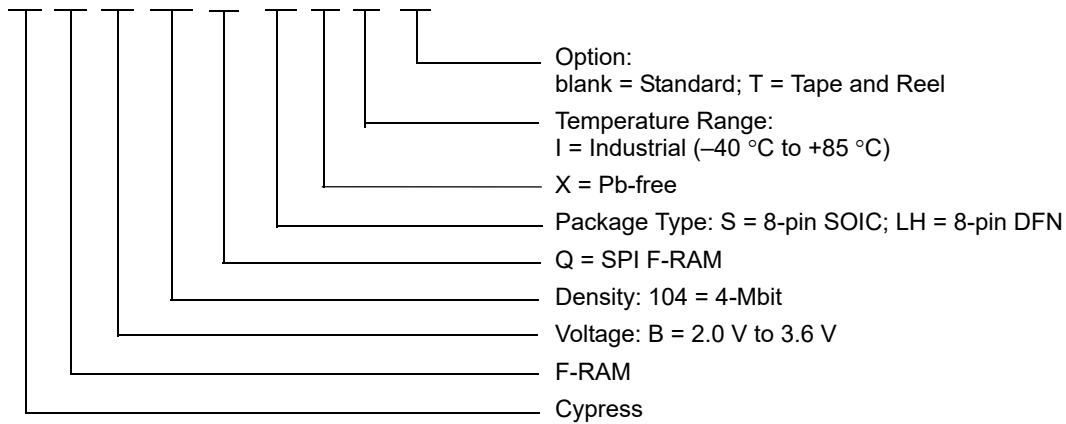 Option:
blank = Standard; T = Tape and Reel
Temperature Range:
I = Industrial (–40 °C to +85 °C)
X = Pb-free
Package Type: S = 8-pin SOIC; LH = 8-pin DFN
Q = SPI F-RAM
Density: 104 = 4-Mbit
Voltage: B = 2.0 V to 3.6 V
F-RAM
Cypress